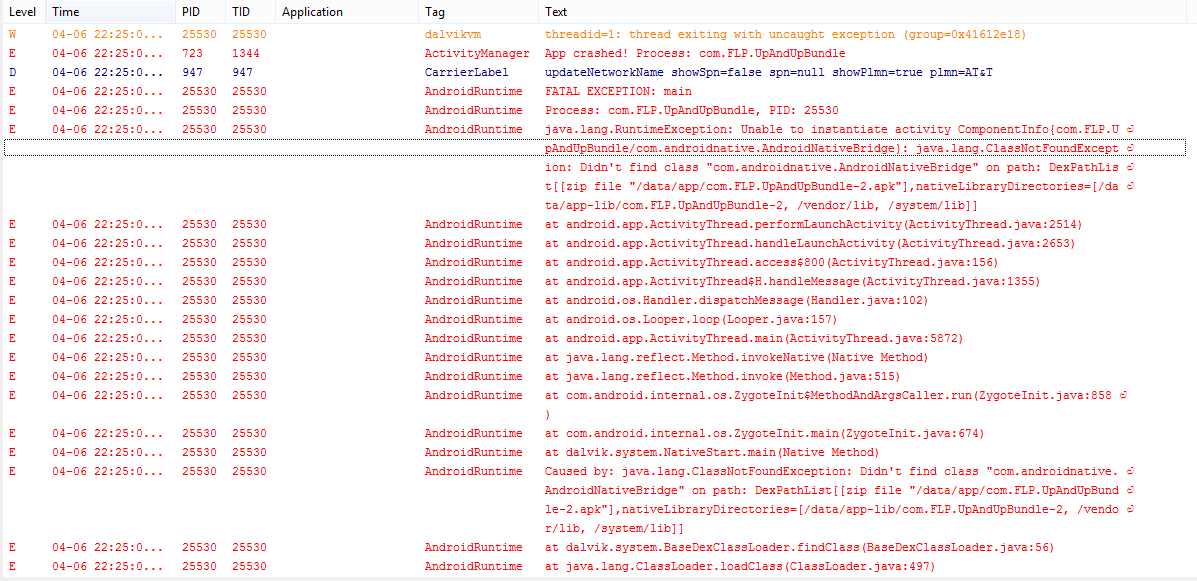 Level Time PID TID Application Tag Text
W 04-06 22:25:0... 25530 25530 dalvikvm threadid=1: thread exiting with uncaught exception (group=0x41612e18)
E 04-06 22:25:0... 723 1344 ActivityManager App crashed! Process: com.FLP.UpAndUpBundle
D 04-06 22:25:0... 947 947 CarrierLabel updateNetworkName showSpn=false spn=null showPlmn=true plmn=AT&T
E 04-06 22:25:0... 25530 25530 AndroidRuntime FATAL EXCEPTION: main
E 04-06 22:25:0... 25530 25530 AndroidRuntime Process: com.FLP.UpAndUpBundle, PID: 25530
E 04-06 22:25:0... 25530 25530 AndroidRuntime java.lang.RuntimeException: Unable to instantiate activity ComponentInfo{com.FLP.U
pAndUpBundle/com.androidnative.AndroidNativeBridge}: java.lang.ClassNotFoundExcept
ion: Didn't find class "com.androidnative.AndroidNativeBridge" on path: DexPathLis
t[[zip file "/data/app/com.FLP.UpAndUpBundle-2.apk"],nativeLibraryDirectories=[/da
ta/app-lib/com.FLP.UpAndUpBundle-2, /vendor/lib, /system/lib]]
E 04-06 22:25:0... 25530 25530 AndroidRuntime at android.app.ActivityThread.performLaunchActivity(ActivityThread.java:2514)
E 04-06 22:25:0... 25530 25530 AndroidRuntime at android.app.ActivityThread.handleLaunchActivity(ActivityThread.java:2653)
E 04-06 22:25:0... 25530 25530 AndroidRuntime at android.app.ActivityThread.access$800(ActivityThread.java:156)
E 04-06 22:25:0... 25530 25530 AndroidRuntime at android.app.ActivityThread$H.handleMessage(ActivityThread.java:1355)
E 04-06 22:25:0... 25530 25530 AndroidRuntime at android.os.Handler.dispatchMessage(Handler.java:102)
E 04-06 22:25:0... 25530 25530 AndroidRuntime at android.os.Looper.loop(Looper.java:157)
E 04-06 22:25:0... 25530 25530 AndroidRuntime at android.app.ActivityThread.main(ActivityThread.java:5872)
E 04-06 22:25:0... 25530 25530 AndroidRuntime at java.lang.reflect.Method.invokeNative(Native Method)
E 04-06 22:25:0... 25530 25530 AndroidRuntime at java.lang.reflect.Method.invoke(Method.java:515)
E 04-06 22:25:0... 25530 25530 AndroidRuntime at com.android.internal.os.ZygoteInit$MethodAndArgsCaller.run(ZygoteInit.java:858
)
E 04-06 22:25:0... 25530 25530 AndroidRuntime at com.android.internal.os.ZygoteInit.main(ZygoteInit.java:674)
E 04-06 22:25:0... 25530 25530 AndroidRuntime at dalvik.system.NativeStart.main(Native Method)
E 04-06 22:25:0... 25530 25530 AndroidRuntime Caused by: java.lang.ClassNotFoundException: Didn't find class "com.androidnative.
AndroidNativeBridge" on path: DexPathList[[zip file "/data/app/com.FLP.UpAndUpBund
le-2.apk"],nativeLibraryDirectories=[/data/app-lib/com.FLP.UpAndUpBundle-2, /vendo
r/lib, /system/lib]]
E 04-06 22:25:0... 25530 25530 AndroidRuntime at dalvik.system.BaseDexClassLoader.findClass(BaseDexClassLoader.java:56)
E 04-06 22:25:0... 25530 25530 AndroidRuntime at java.lang.ClassLoader.loadClass(ClassLoader.java:497)